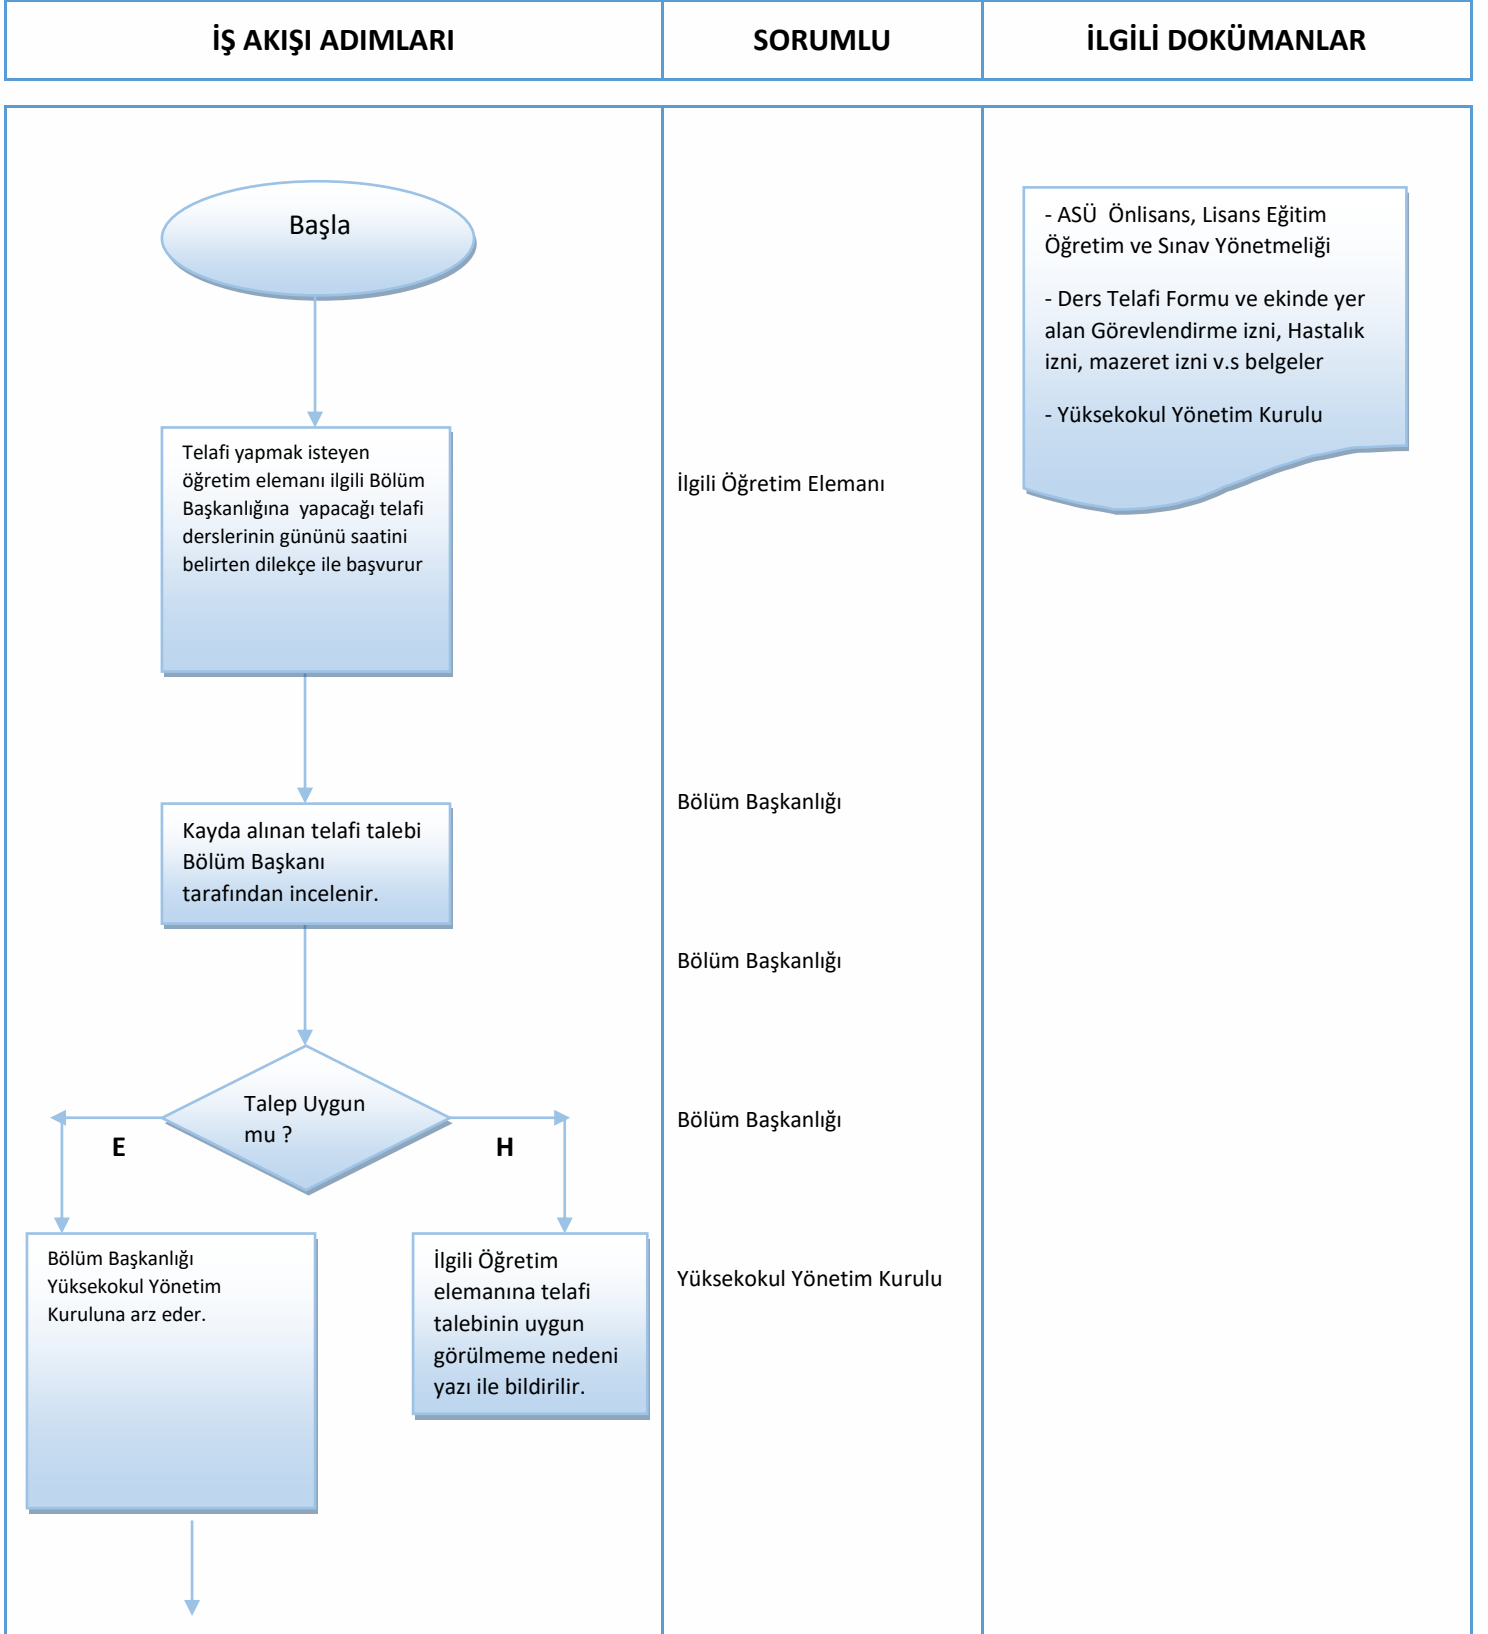 İŞ AKIŞI ADIMLARI
SORUMLU
İLGİLİ DOKÜMANLAR
Başla
Telafi yapmak isteyen
öğretim elemanı ilgili Bölüm
Başkanlığına  yapacağı telafi
derslerinin gününü saatini
belirten dilekçe ile başvurur
Kayda alınan telafi talebi
Bölüm Başkanı
tarafından incelenir.
Talep Uygun
mu ?
E
H
Bölüm Başkanlığı
Yüksekokul Yönetim
Kuruluna arz eder.
İlgili Öğretim
elemanına telafi
talebinin uygun
görülmeme nedeni
yazı ile bildirilir.
İlgili Öğretim Elemanı
Bölüm Başkanlığı
Bölüm Başkanlığı
Bölüm Başkanlığı
Yüksekokul Yönetim Kurulu
- ASÜ  Önlisans, Lisans Eğitim
Öğretim ve Sınav Yönetmeliği
- Ders Telafi Formu ve ekinde yer
alan Görevlendirme izni, Hastalık
izni, mazeret izni v.s belgeler
- Yüksekokul Yönetim Kurulu